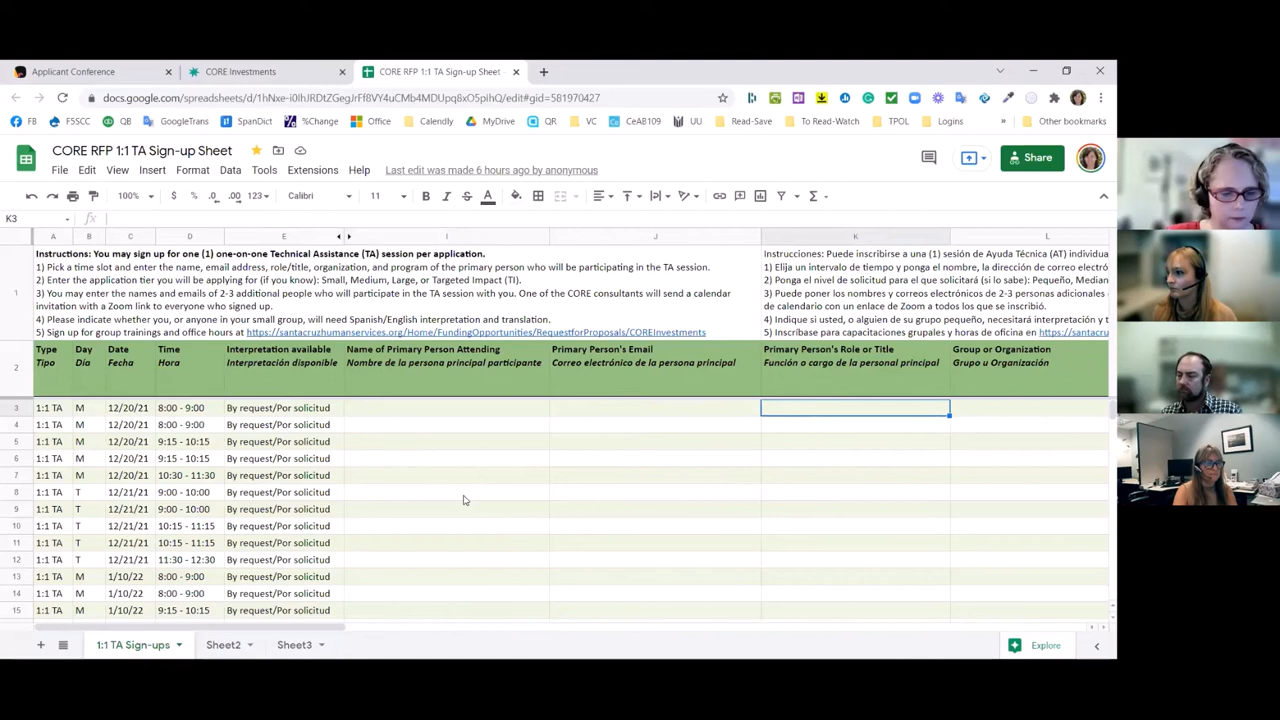 Applicant Conference
CORE Investments
CORE RFP 1:1 TA Sign-up Sheet
FB F5SCC QB GoogleTrans SpanDict %Change Office Calendly MyDrive QR VC CeAB109 UU Read-Save To Read-Watch TPOL Logins » Other bookmarks
CORE RFP 1:1 TA Sign-up Sheet
File Edit View Insert Format Data Tools Extensions Help Last edit was made 6 hours ago by anonymous
Share
100% $ % .0 .00 123 Calibri 11 B I S A
K3 fx
A B C D E I J K L
1
Instructions: You may sign up for one (1) one-on-one Technical Assistance (TA) session per application.
1) Pick a time slot and enter the name, email address, role/title, organization, and program of the primary person who will be participating in the TA session.
2) Enter the application tier you will be applying for (if you know): Small, Medium, Large, or Targeted Impact (TI).
3) You may enter the names and emails of 2-3 additional people who will participate in the TA session with you. One of the CORE consultants will send a calendar
invitation with a Zoom link to everyone who signed up.
4) Please indicate whether you, or anyone in your small group, will need Spanish/English interpretation and translation.
5) Sign up for group trainings and office hours at https://santacruzhumanservices.org/Home/FundingOpportunities/RequestforProposals/COREInvestments
Instrucciones: Puede inscribirse a una (1) sesión de Ayuda Técnica (AT) individual
1) Elija un intervalo de tiempo y ponga el nombre, la dirección de correo electró
2) Ponga el nivel de solicitud para el que solicitará (si lo sabe): Pequeño, Median
3) Puede poner los nombres y correos electrónicos de 2-3 personas adicionales
de calendario con un enlace de Zoom a todos los que se inscribió.
4) Indique si usted, o alguien de su grupo pequeño, necesitará interpretación y t
5) Inscríbase para capacitaciones grupales y horas de oficina en https://santacr
2
Type Day Date Time Interpretation available Name of Primary Person Attending Primary Person's Email Primary Person's Role or Title Group or Organization
Tipo Día Fecha Hora Interpretación disponible Nombre de la persona principal participante Correo electrónico de la persona principal Función o cargo de la personal principal Grupo u Organización
3 1:1 TA M 12/20/21 8:00 - 9:00 By request/Por solicitud
4 1:1 TA M 12/20/21 8:00 - 9:00 By request/Por solicitud
5 1:1 TA M 12/20/21 9:15 - 10:15 By request/Por solicitud
6 1:1 TA M 12/20/21 9:15 - 10:15 By request/Por solicitud
7 1:1 TA M 12/20/21 10:30 - 11:30 By request/Por solicitud
8 1:1 TA T 12/21/21 9:00 - 10:00 By request/Por solicitud
9 1:1 TA T 12/21/21 9:00 - 10:00 By request/Por solicitud
10 1:1 TA T 12/21/21 10:15 - 11:15 By request/Por solicitud
11 1:1 TA T 12/21/21 10:15 - 11:15 By request/Por solicitud
12 1:1 TA T 12/21/21 11:30 - 12:30 By request/Por solicitud
13 1:1 TA M 1/10/22 8:00 - 9:00 By request/Por solicitud
14 1:1 TA M 1/10/22 8:00 - 9:00 By request/Por solicitud
15 1:1 TA M 1/10/22 9:15 - 10:15 By request/Por solicitud
1:1 TA Sign-ups Sheet2 Sheet3 Explore